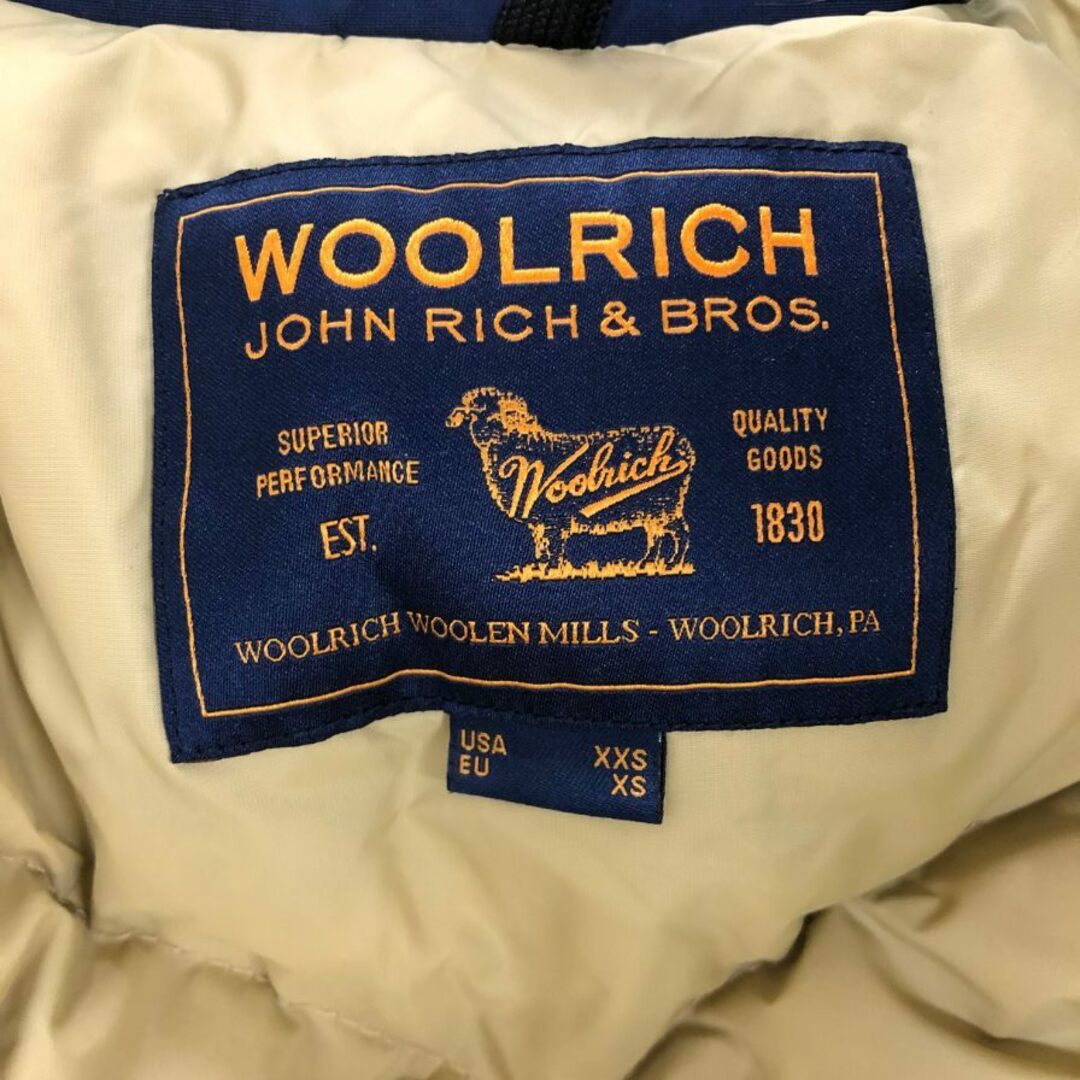 WOOLRICH
JOHN RICH & BROS.
SUPERIOR
PERFORMANCE
EST.
Woolrich
QUALITY
GOODS
1830
WOOLRICH WOOLEN MILLS - WOOLRICH, PA
USA XXS
EU XS